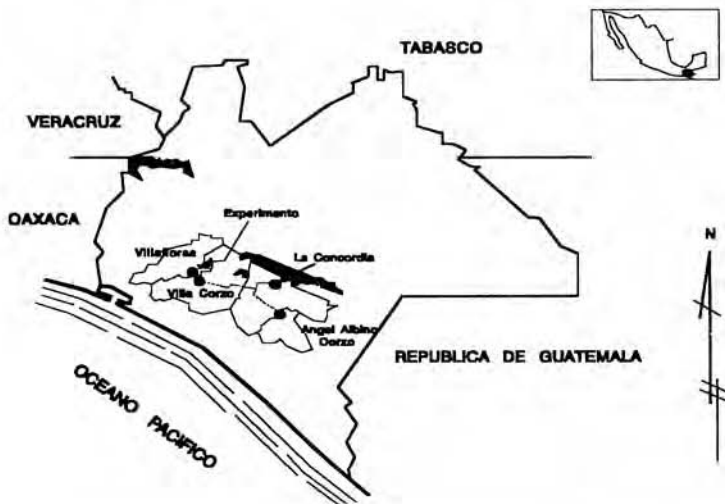 TABASCO
VERACRUZ
OAXACA
Experimento
Villaflores
La Concordia
Villa Corzo
Angel Albino
Corzo
N
REPUBLICA DE GUATEMALA
OCEANO PACIFICO